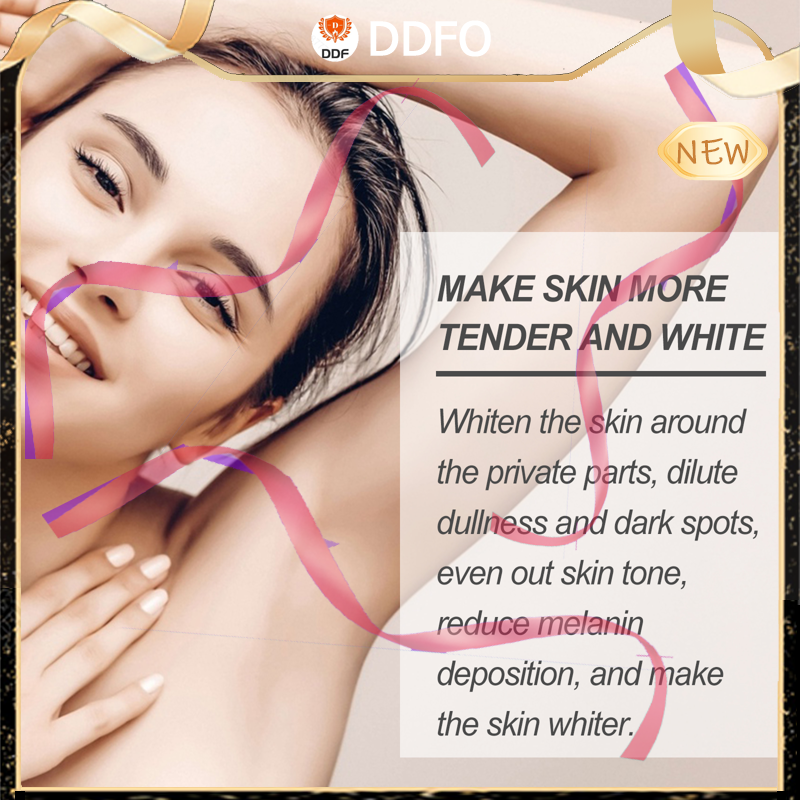 DDF
DDFO
NEW
MAKE SKIN MORE
TENDER AND WHITE
Whiten the skin around
the private parts, dilute
dullness and dark spots,
even out skin tone,
reduce melanin
deposition, and make
the skin whiter.